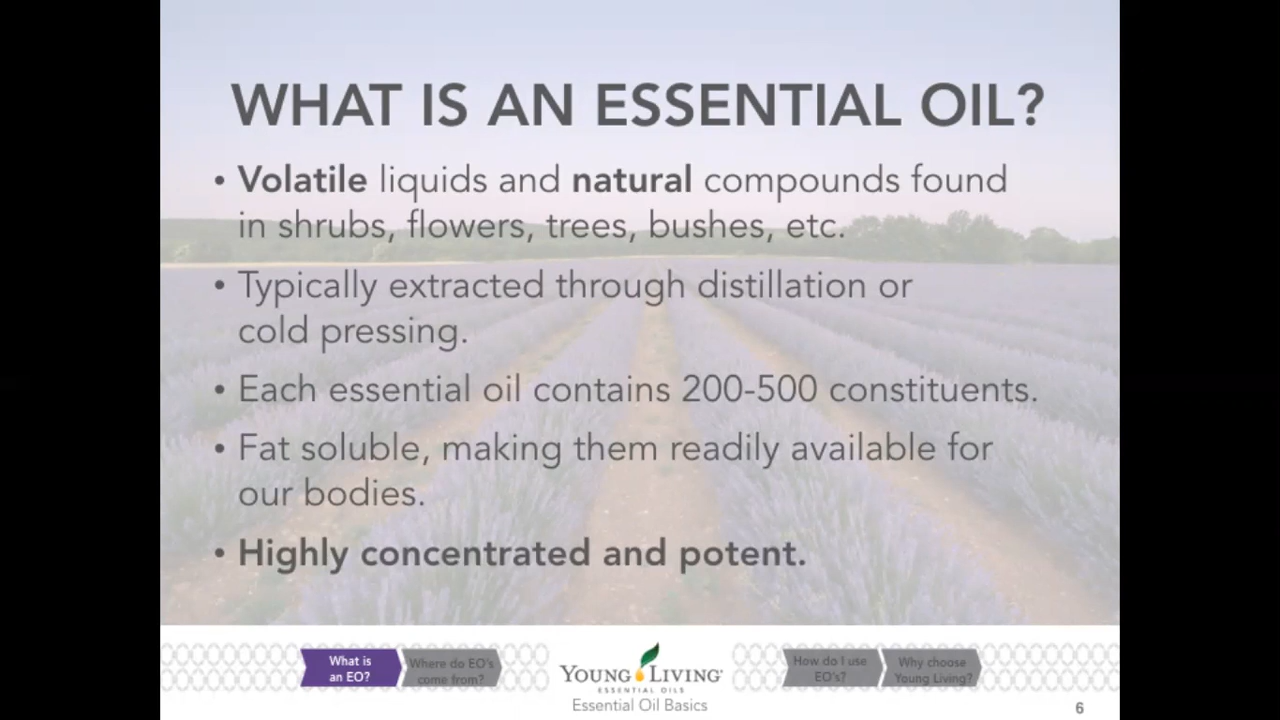 WHAT IS AN ESSENTIAL OIL?
• Volatile liquids and natural compounds found
in shrubs, flowers, trees, bushes, etc.
• Typically extracted through distillation or
cold pressing.
• Each essential oil contains 200-500 constituents.
• Fat soluble, making them readily available for
our bodies.
• Highly concentrated and potent.
What is
an EO?
Where do EO's
come from?
YOUNG LIVING
ESSENTIAL OILS
Essential Oil Basics
How do I use
EO's?
Why choose
Young Living?
6